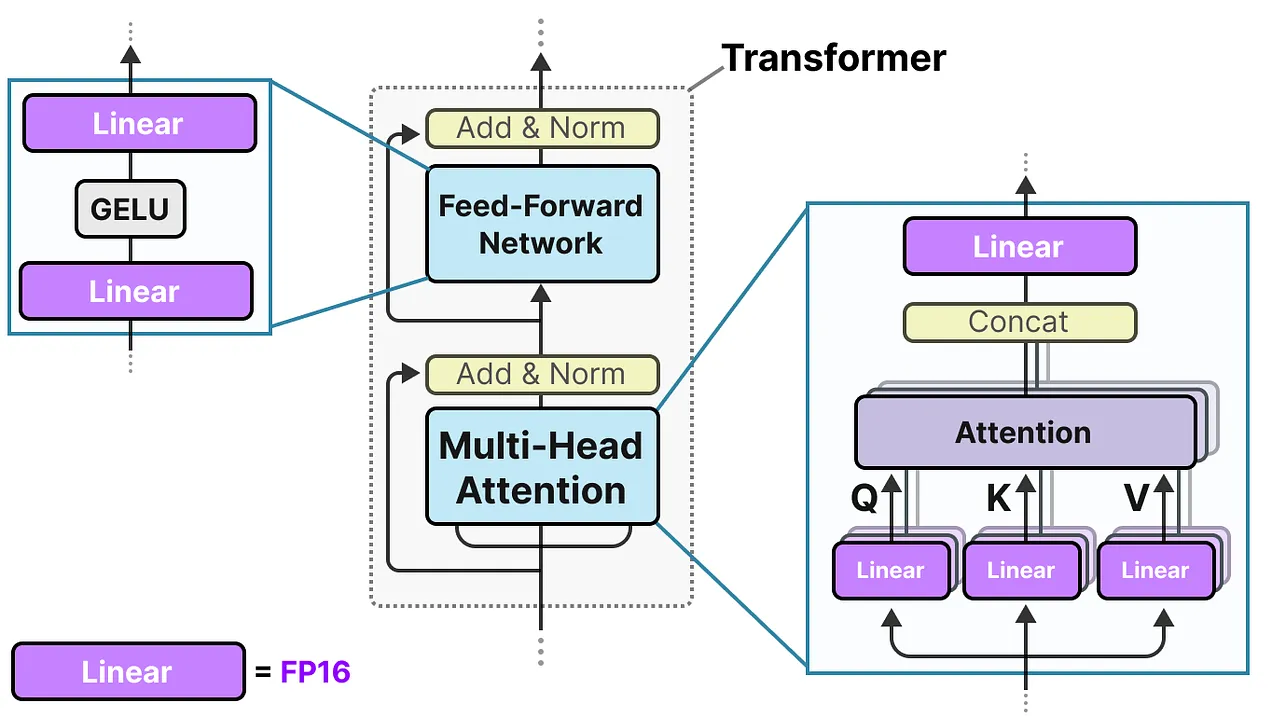 Transformer
Linear
GELU
Linear
Add & Norm
Feed-Forward
Network
Add & Norm
Multi-Head
Attention
Linear
Concat
Attention
Q K V
Linear Linear Linear
Linear = FP16